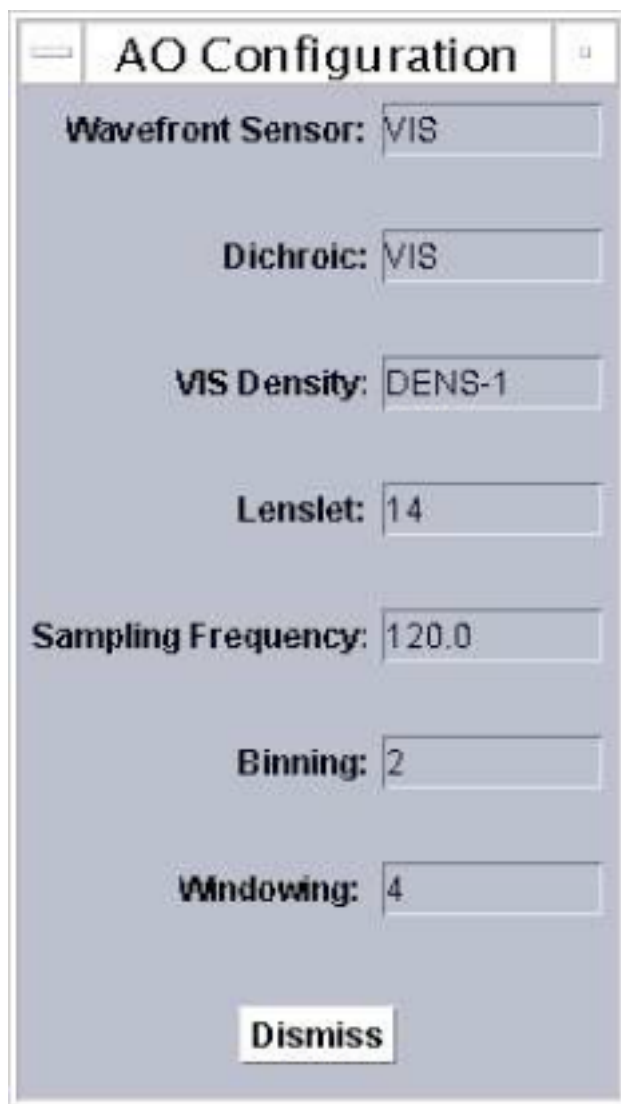 AO Configuration
Wavefront Sensor: VIS
Dichroic: VIS
VIS Density: DENS-1
Lenslet: 14
Sampling Frequency: 120.0
Binning: 2
Windowing: 4
Dismiss